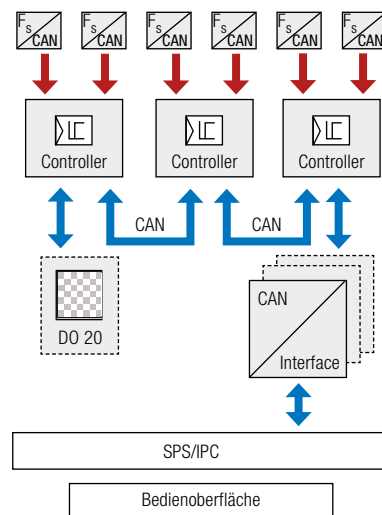 Fs CAN Fs CAN Fs CAN Fs CAN Fs CAN Fs CAN
Controller Controller Controller
CAN CAN
DO 20
CAN
Interface
SPS/IPC
Bedienoberfläche